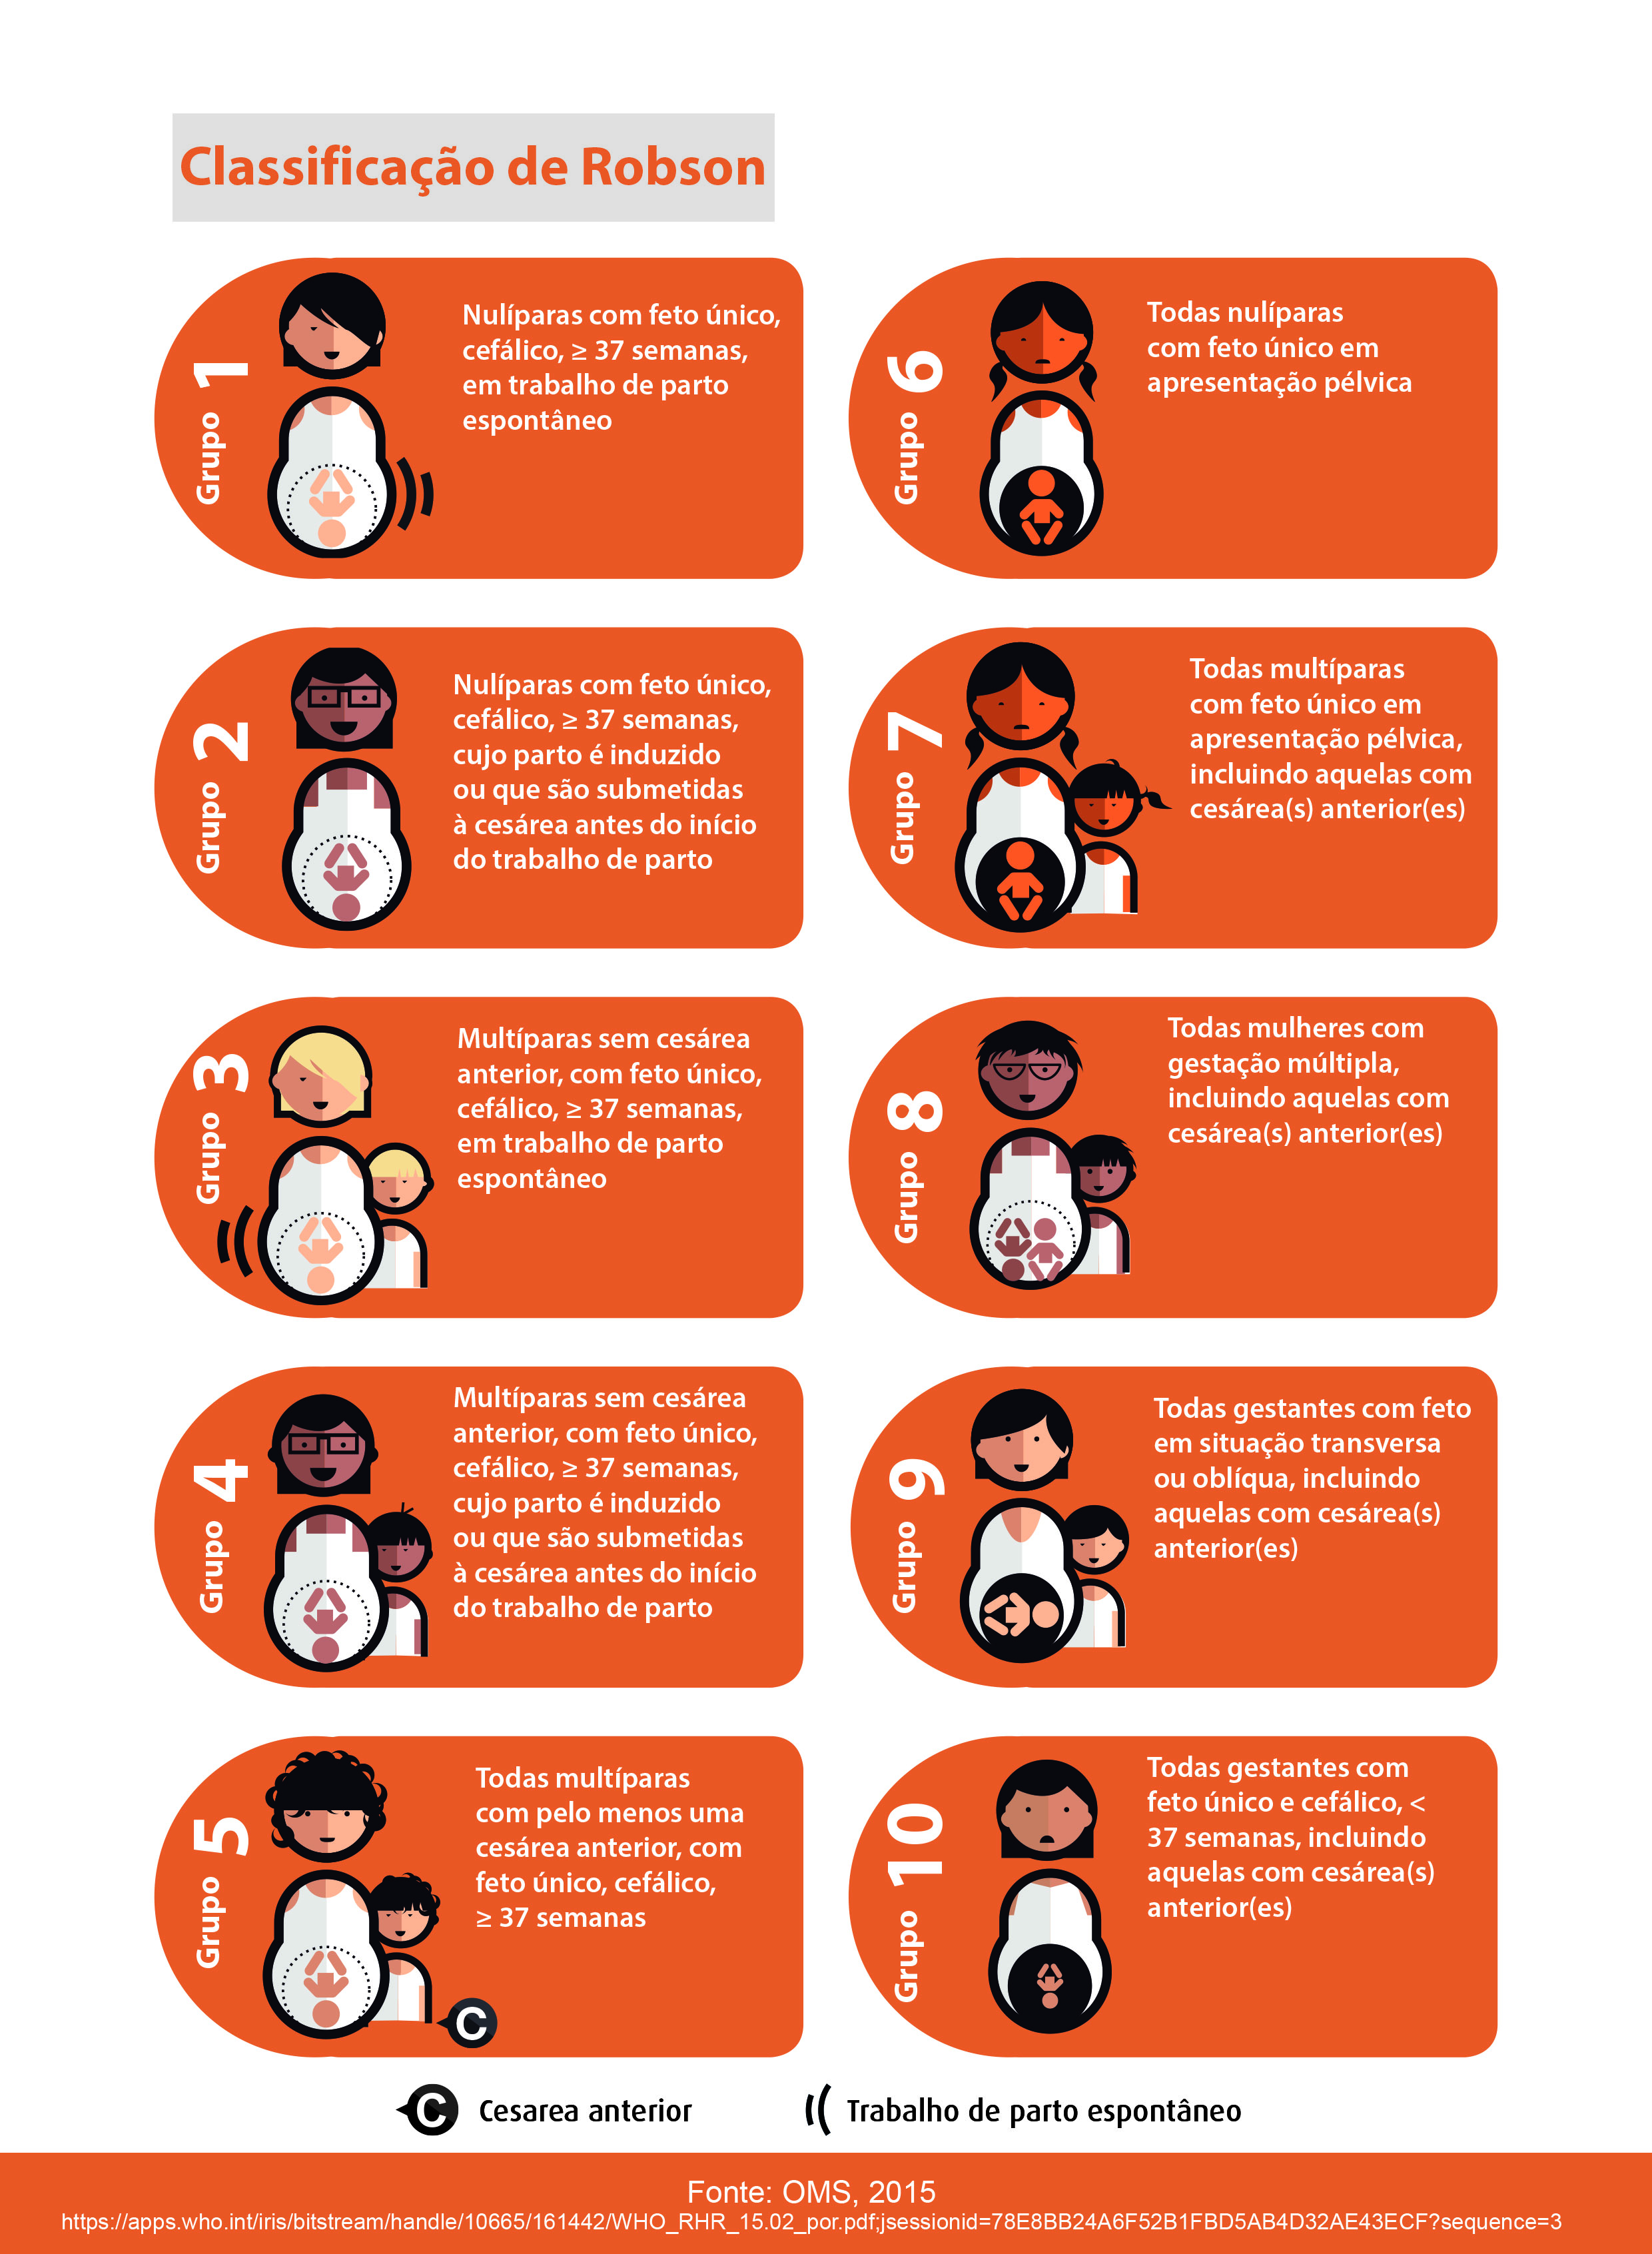 Classificação de Robson
Grupo 1
Nulíparas com feto único,
cefálico, ≥ 37 semanas,
em trabalho de parto
espontâneo
Grupo 2
Nulíparas com feto único,
cefálico, ≥ 37 semanas,
cujo parto é induzido
ou que são submetidas
à cesárea antes do início
do trabalho de parto
Grupo 3
Multíparas sem cesárea
anterior, com feto único,
cefálico, ≥ 37 semanas,
em trabalho de parto
espontâneo
Grupo 4
Multíparas sem cesárea
anterior, com feto único,
cefálico, ≥ 37 semanas,
cujo parto é induzido
ou que são submetidas
à cesárea antes do início
do trabalho de parto
Grupo 5
Todas multíparas
com pelo menos uma
cesárea anterior, com
feto único, cefálico,
≥ 37 semanas
C
Grupo 6
Todas nulíparas
com feto único em
apresentação pélvica
Grupo 7
Todas multíparas
com feto único em
apresentação pélvica,
incluindo aquelas com
cesárea(s) anterior(es)
Grupo 8
Todas mulheres com
gestação múltipla,
incluindo aquelas com
cesárea(s) anterior(es)
Grupo 9
Todas gestantes com feto
em situação transversa
ou oblíqua, incluindo
aquelas com cesárea(s)
anterior(es)
Grupo 10
Todas gestantes com
feto único e cefálico, <
37 semanas, incluindo
aquelas com cesárea(s)
anterior(es)
C Cesarea anterior
Trabalho de parto espontâneo
Fonte: OMS, 2015
https://apps.who.int/iris/bitstream/handle/10665/161442/WHO_RHR_15.02_por.pdf;jsessionid=78E8BB24A6F52B1FBD5AB4D32AE43ECF?sequence=3